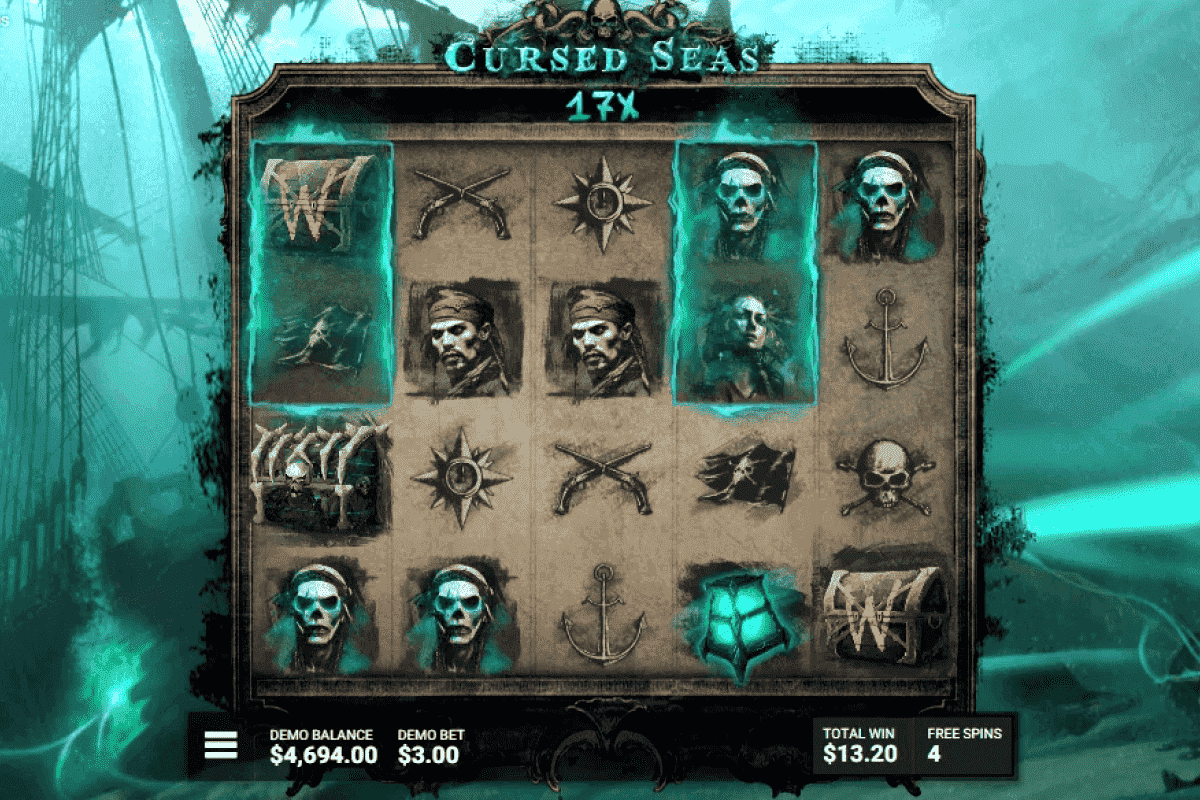 CURSED SEAS
17X
W
W
DEMO BALANCE
$4,694.00
DEMO BET
$3.00
TOTAL WIN
$13.20
FREE SPINS
4